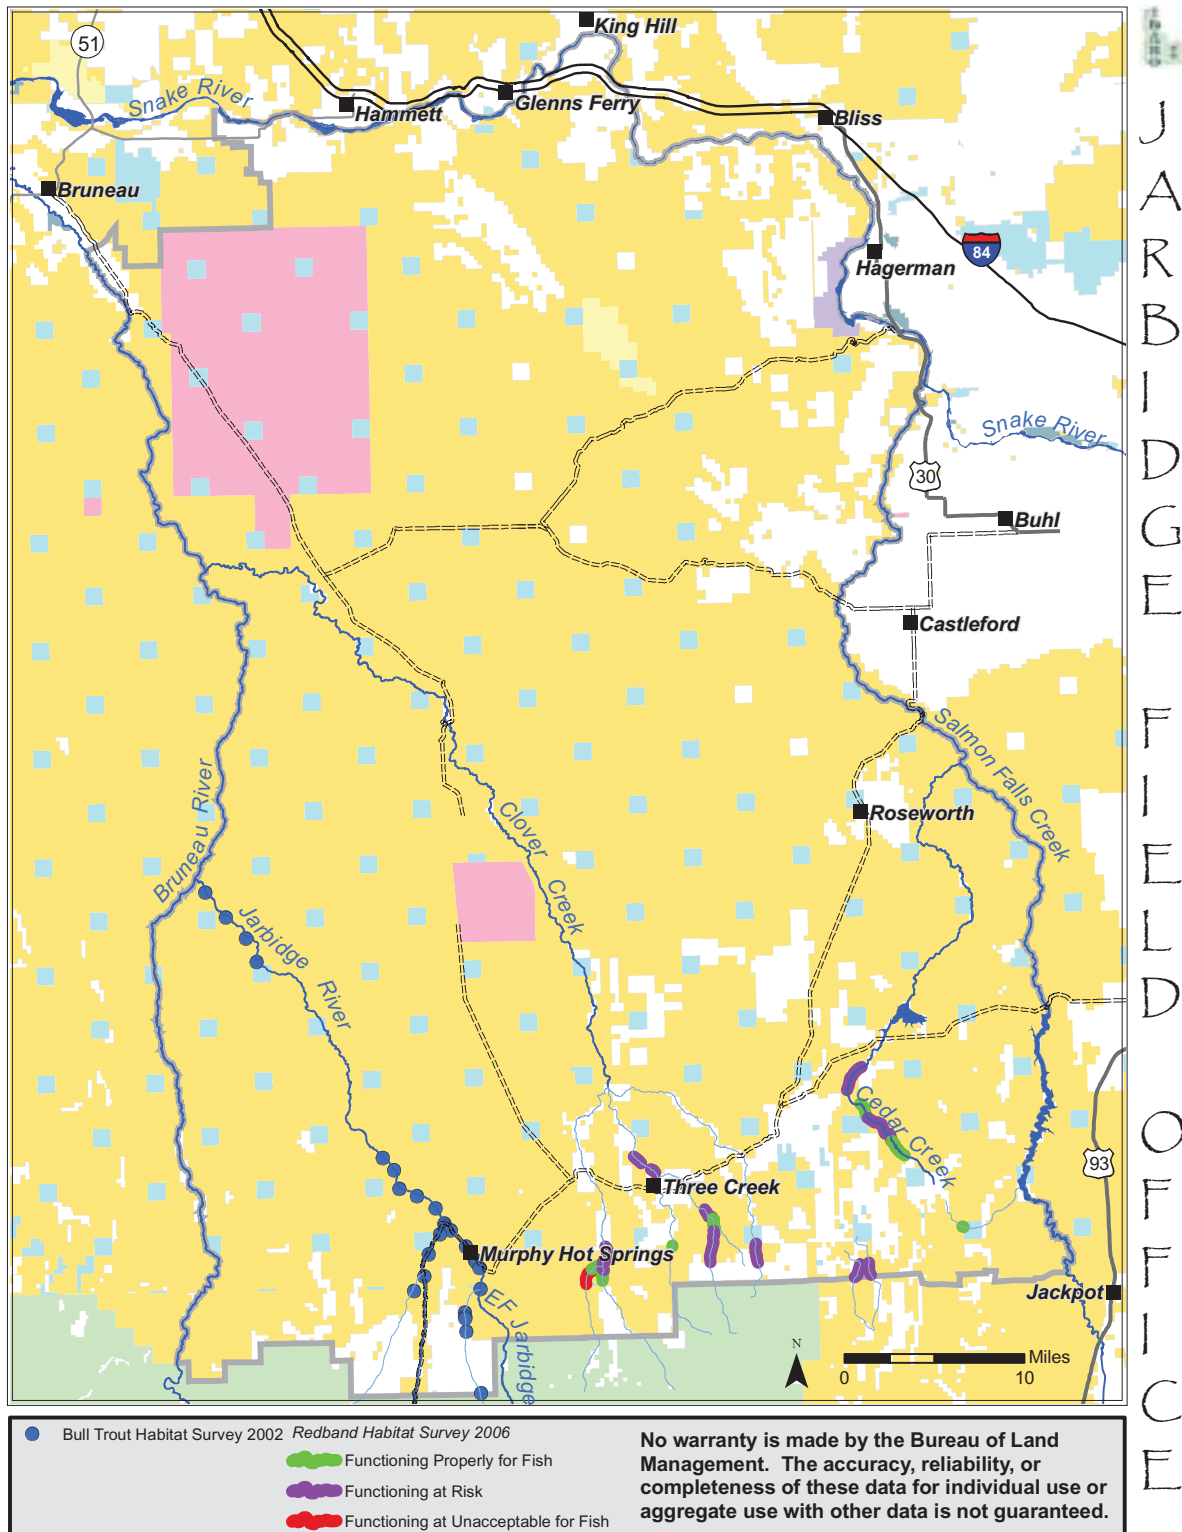 King Hill
51
Snake River
Hammett
Glenns Ferry
Bliss
Bruneau
84
Hagerman
Snake River
30
Buhl
Castleford
Salmon Falls Creek
Roseworth
Clover Creek
Bruneau River
Jarbidge River
Cedar Creek
93
Three Creek
Murphy Hot Springs
EF Jarbidge
Jackpot
N
Miles
0 10
JARBIDGE FIELD OFFICE
Bull Trout Habitat Survey 2002
Redband Habitat Survey 2006
Functioning Properly for Fish
Functioning at Risk
Functioning at Unacceptable for Fish
No warranty is made by the Bureau of Land
Management. The accuracy, reliability, or
completeness of these data for individual use or
aggregate use with other data is not guaranteed.